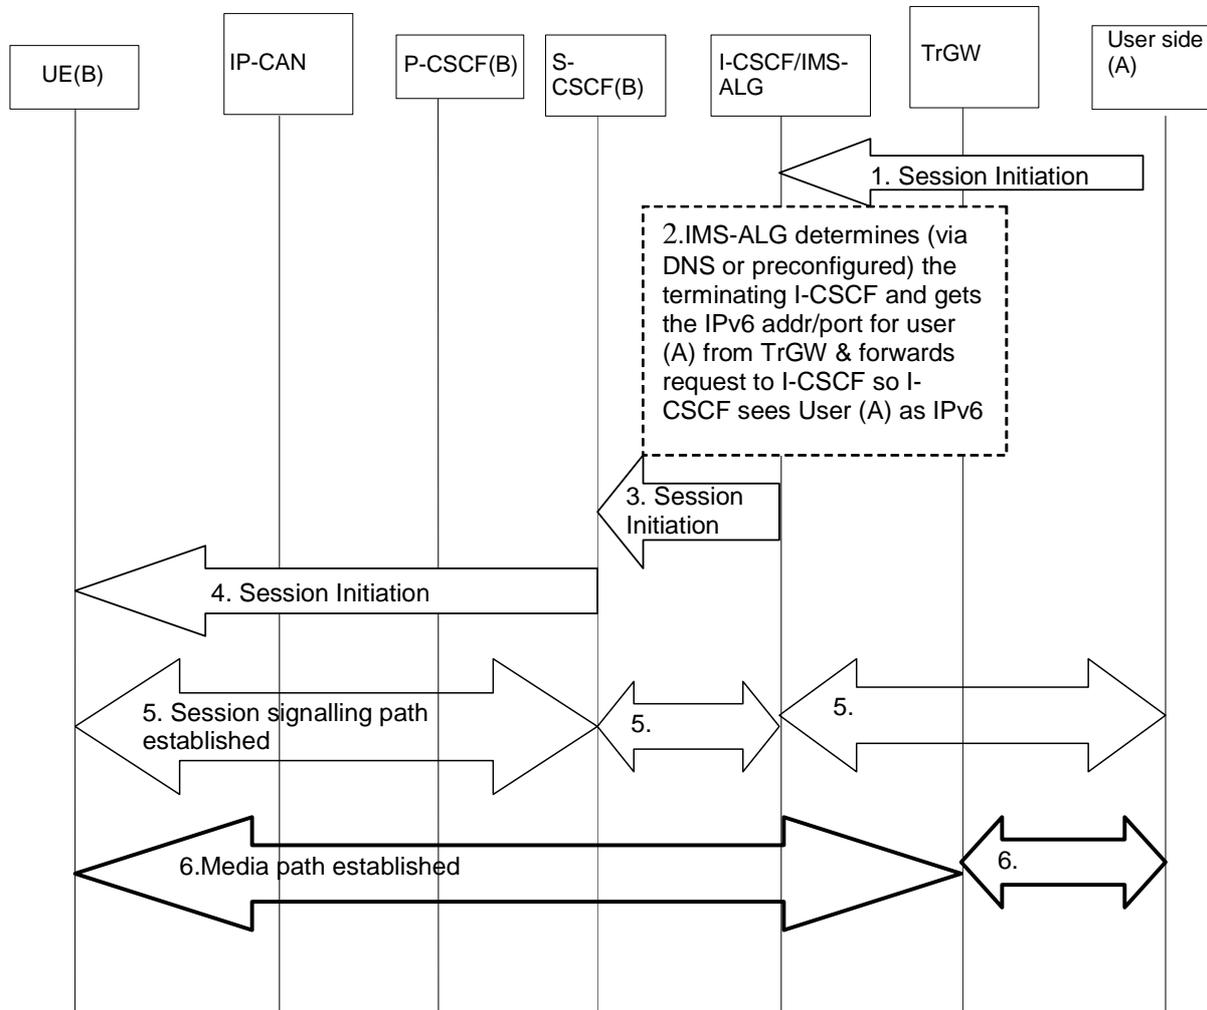 UE(B)
IP-CAN
P-CSCF(B)
S-
CSCF(B)
I-CSCF/IMS-
ALG
TrGW
User side
(A)
1. Session Initiation
2.IMS-ALG determines (via
DNS or preconfigured) the
terminating I-CSCF and gets
the IPv6 addr/port for user
(A) from TrGW & forwards
request to I-CSCF so I-
CSCF sees User (A) as IPv6
3. Session
Initiation
4. Session Initiation
5. Session signalling path
established
5.
5.
6.Media path established
6.